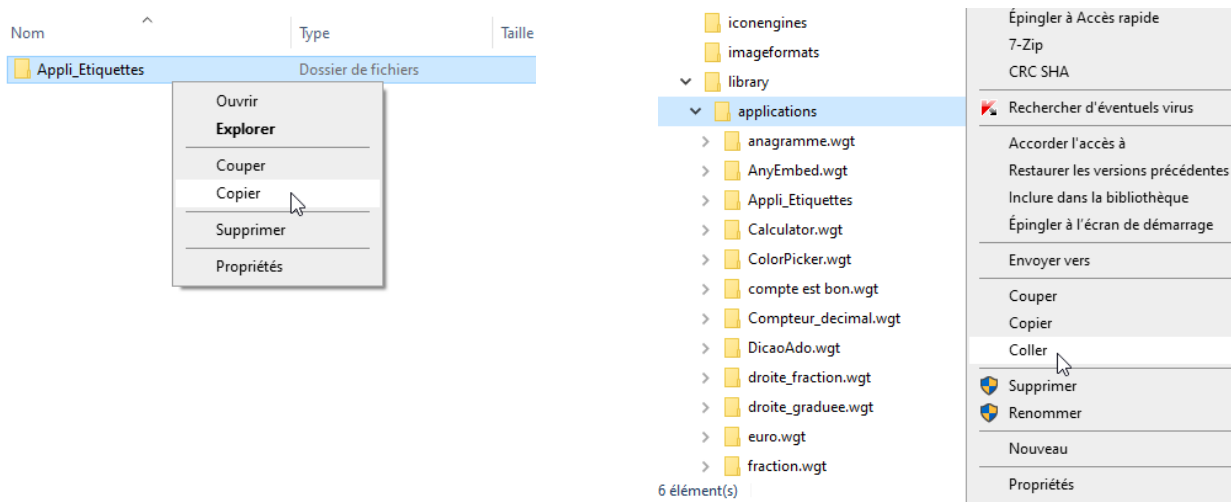 Nom Type Taille
Appli_Etiquettes Dossier de fichiers
Ouvrir
Explorer
Couper
Copier
Supprimer
Propriétés
iconengines
imageformats
library
applications
anagramme.wgt
AnyEmbed.wgt
Appli_Etiquettes
Calculator.wgt
ColorPicker.wgt
compte est bon.wgt
Compteur_decimal.wgt
DicaoAdo.wgt
droite_fraction.wgt
droite_graduee.wgt
euro.wgt
fraction.wgt
6 élément(s)
Épingler à Accès rapide
7-Zip
CRC SHA
Rechercher d'éventuels virus
Accorder l'accès à
Restaurer les versions précédentes
Inclure dans la bibliothèque
Épingler à l'écran de démarrage
Envoyer vers
Couper
Copier
Coller
Supprimer
Renommer
Nouveau
Propriétés